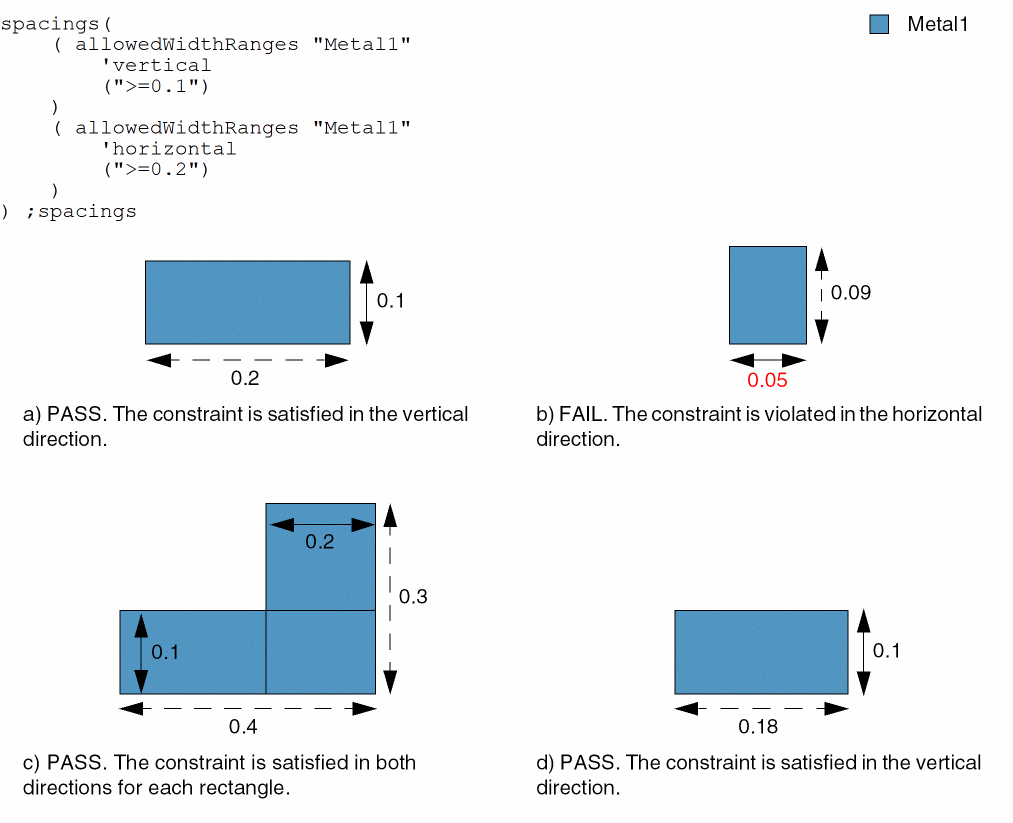 spacings(
( allowedWidthRanges "Metal1"
'vertical
(">=0.1")
)
( allowedWidthRanges "Metal1"
'horizontal
(">=0.2")
)
) ;spacings
Metal1
0.1
0.2
a) PASS. The constraint is satisfied in the vertical
direction.
0.09
0.05
b) FAIL. The constraint is violated in the horizontal
direction.
0.2
0.3
0.1
0.4
c) PASS. The constraint is satisfied in both
directions for each rectangle.
0.1
0.18
d) PASS. The constraint is satisfied in the vertical
direction.